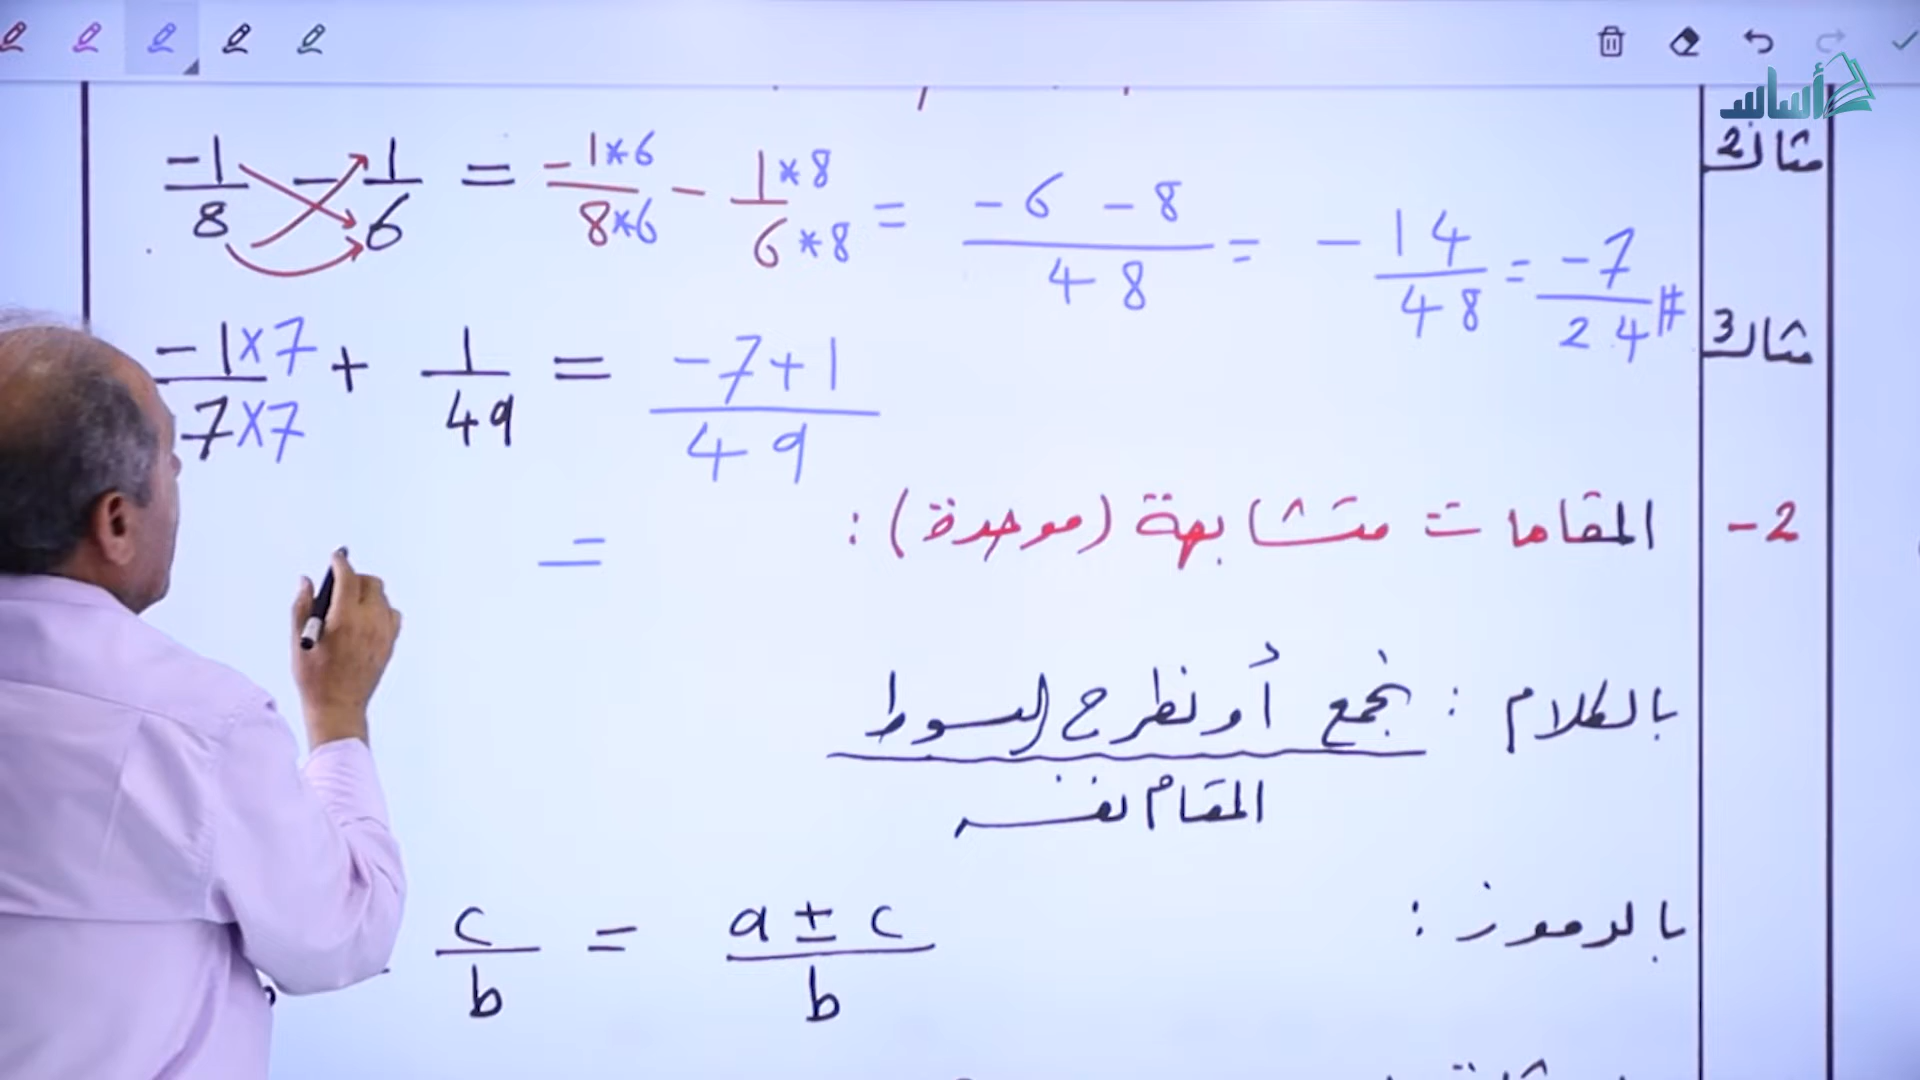 أساس
مثال 2
-1/8 - 1/6 = -1*6/8*6 - 1*8/6*8 = -6 -8/48 = -14/48 = -7/24 #
مثال 3
-1×7/7×7 + 1/49 = -7+1/49
=
2- المقامات متشابهة (موحدة) :
بالكلام : نجمع أو نطرح البسوط
المقام نفسه
بالرموز :
c/b = a ± c/b